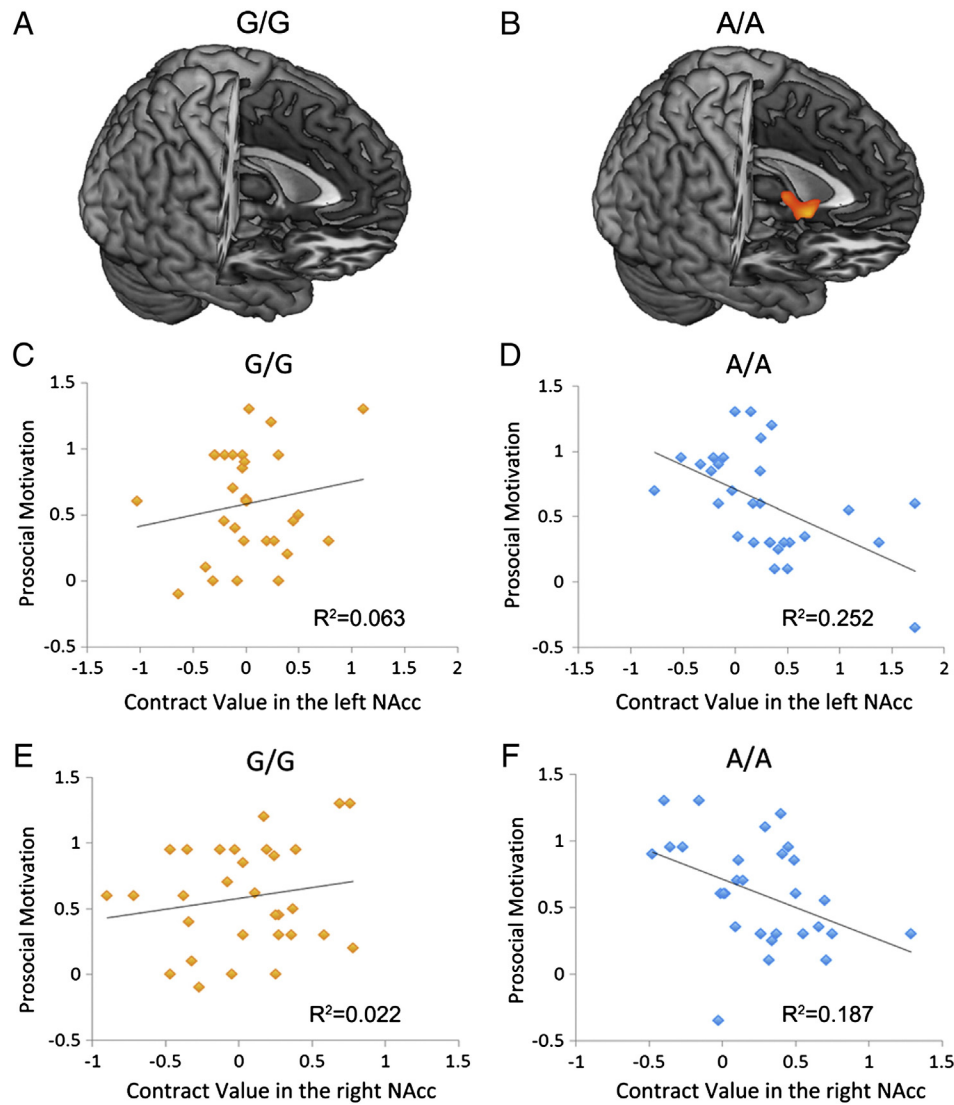 A G/G
B A/A
C G/G
1.5
1
0.5
0
-0.5
Prosocial Motivation
R²=0.063
-1.5 -1 -0.5 0 0.5 1 1.5 2
Contract Value in the left NAcc
D A/A
1.5
1
0.5
0
-0.5
Prosocial Motivation
R²=0.252
-1.5 -1 -0.5 0 0.5 1 1.5 2
Contract Value in the left NAcc
E G/G
1.5
1
0.5
0
-0.5
Prosocial Motivation
R²=0.022
-1 -0.5 0 0.5 1 1.5
Contract Value in the right NAcc
F A/A
1.5
1
0.5
0
-0.5
Prosocial Motivation
R²=0.187
-1 -0.5 0 0.5 1 1.5
Contract Value in the right NAcc